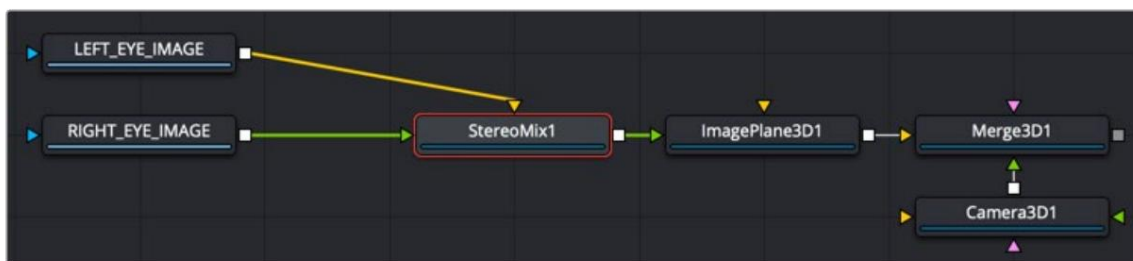 LEFT_EYE_IMAGE
RIGHT_EYE_IMAGE
StereoMix1
ImagePlane3D1
Merge3D1
Camera3D1